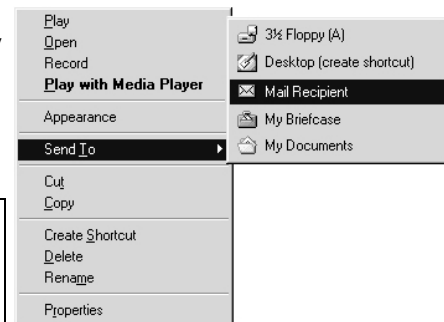 Play
Open
Record
Play with Media Player
Appearance
Send To
Cut
Copy
Create Shortcut
Delete
Rename
Properties
3½ Floppy (A)
Desktop (create shortcut)
Mail Recipient
My Briefcase
My Documents